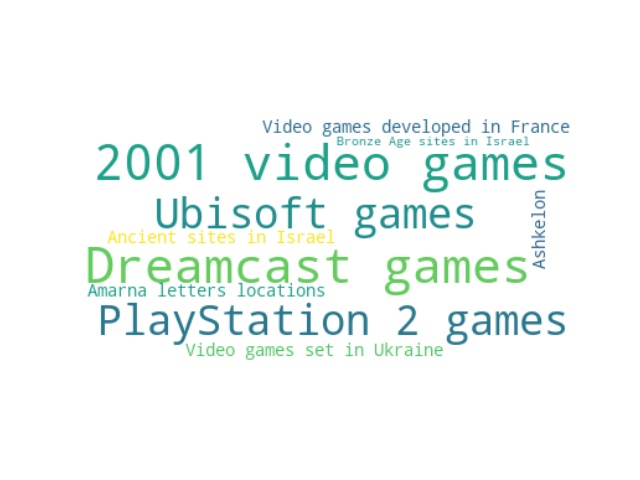 Video games developed in France
Bronze Age sites in Israel
2001 video games
Ubisoft games
Ashkelon
Ancient sites in Israel
Dreamcast games
Amarna letters locations
PlayStation 2 games
Video games set in Ukraine